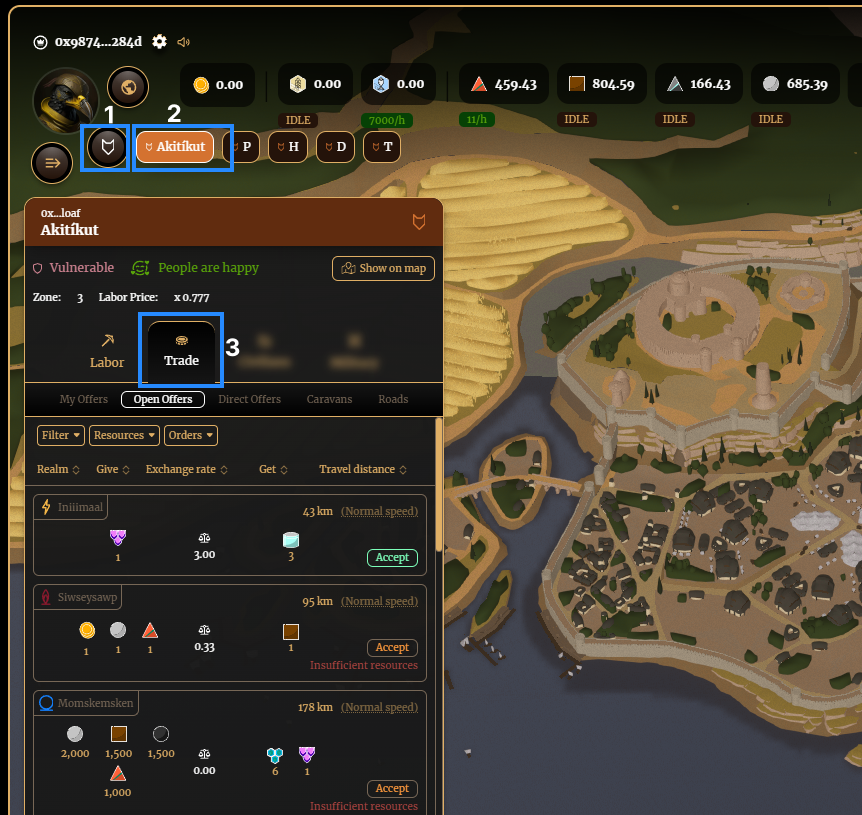 0x9874...284d
0.00
0.00
0.00
459.43
804.59
166.43
685.39
IDLE
7000/h
11/h
IDLE
IDLE
IDLE
1
2
Akitíkut
P
H
D
T
0x...loaf
Akitíkut
Vulnerable
People are happy
Show on map
Zone: 3 Labor Price: x 0.777
Labor
Trade
3
My Offers
Open Offers
Direct Offers
Caravans
Roads
Filter
Resources
Orders
Realm
Give
Exchange rate
Get
Travel distance
Iniiimaal
43 km (Normal speed)
1
3.00
3
Accept
Siwseysawp
95 km (Normal speed)
1
1
1
0.33
1
Accept
Insufficient resources
Momskemsken
178 km (Normal speed)
2,000
1,500
1,500
1,000
0.00
6
1
Accept
Insufficient resources